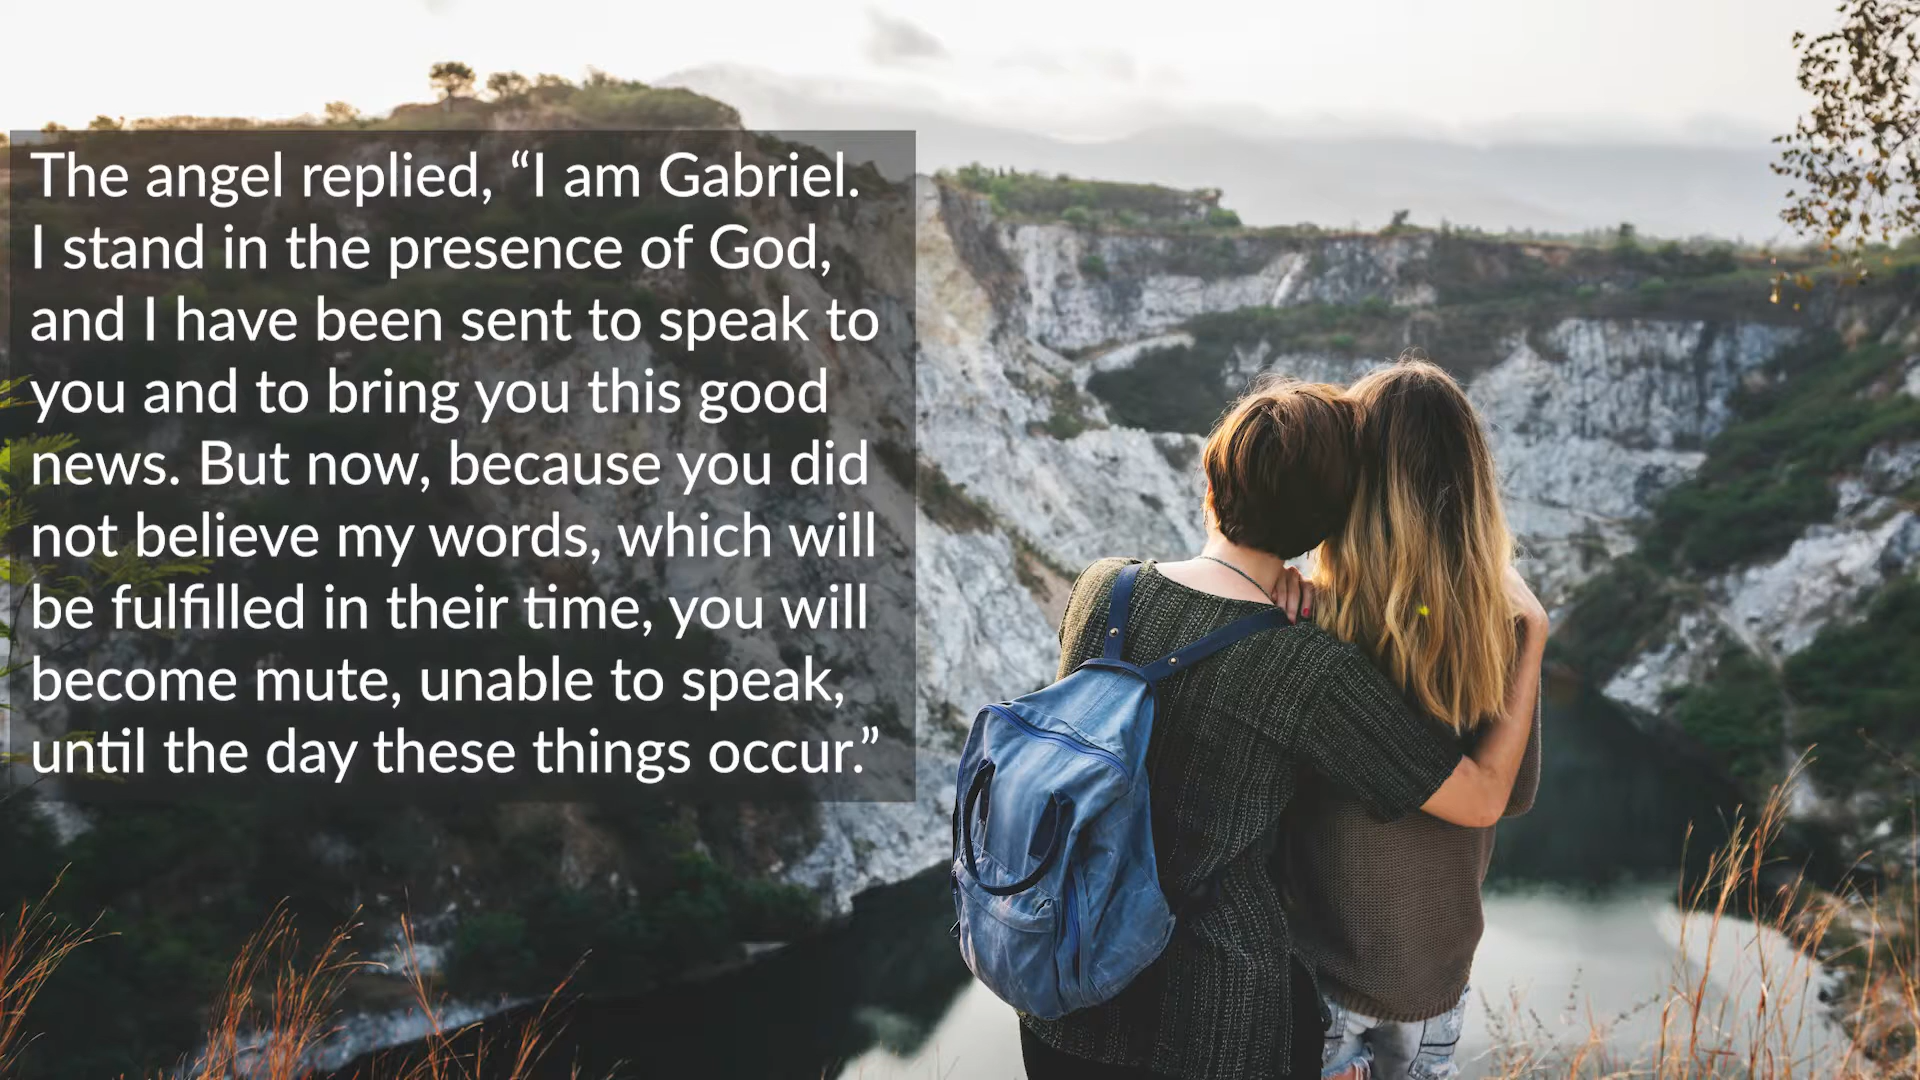 The angel replied, “I am Gabriel.
I stand in the presence of God,
and I have been sent to speak to
you and to bring you this good
news. But now, because you did
not believe my words, which will
be fulfilled in their time, you will
become mute, unable to speak,
until the day these things occur.”